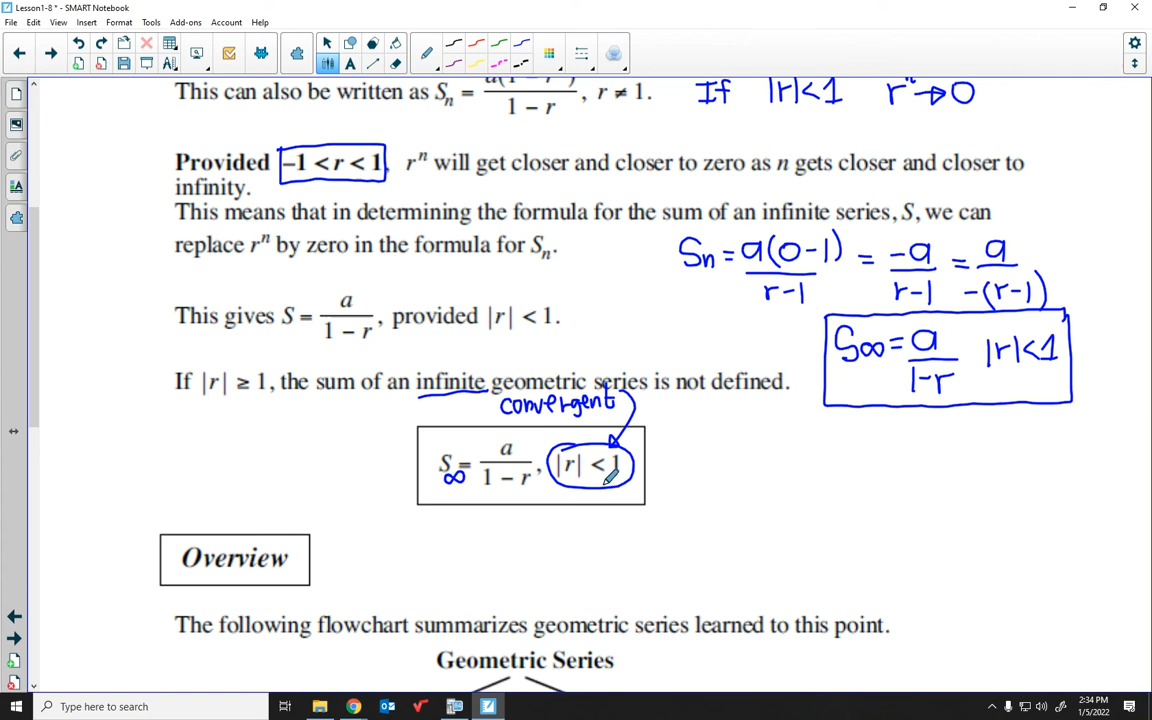 Lesson1-8 * - SMART Notebook
File Edit View Insert Format Tools Add-ons Account Help
This can also be written as Sₙ = a(1 − rⁿ)/(1 − r), r ≠ 1. If |r|<1 rⁿ→0
Provided −1 < r < 1, rⁿ will get closer and closer to zero as n gets closer and closer to
infinity.
This means that in determining the formula for the sum of an infinite series, S, we can
replace rⁿ by zero in the formula for Sₙ.
Sₙ = a(0-1)/(r-1) = -a/(r-1) = a/-(r-1)
This gives S = a/(1 − r), provided |r| < 1.
S∞ = a/(1-r) |r|<1
If |r| ≥ 1, the sum of an infinite geometric series is not defined.
convergent
S∞ = a/(1 − r), |r| < 1
Overview
The following flowchart summarizes geometric series learned to this point.
Geometric Series
Type here to search
2:34 PM
1/5/2022